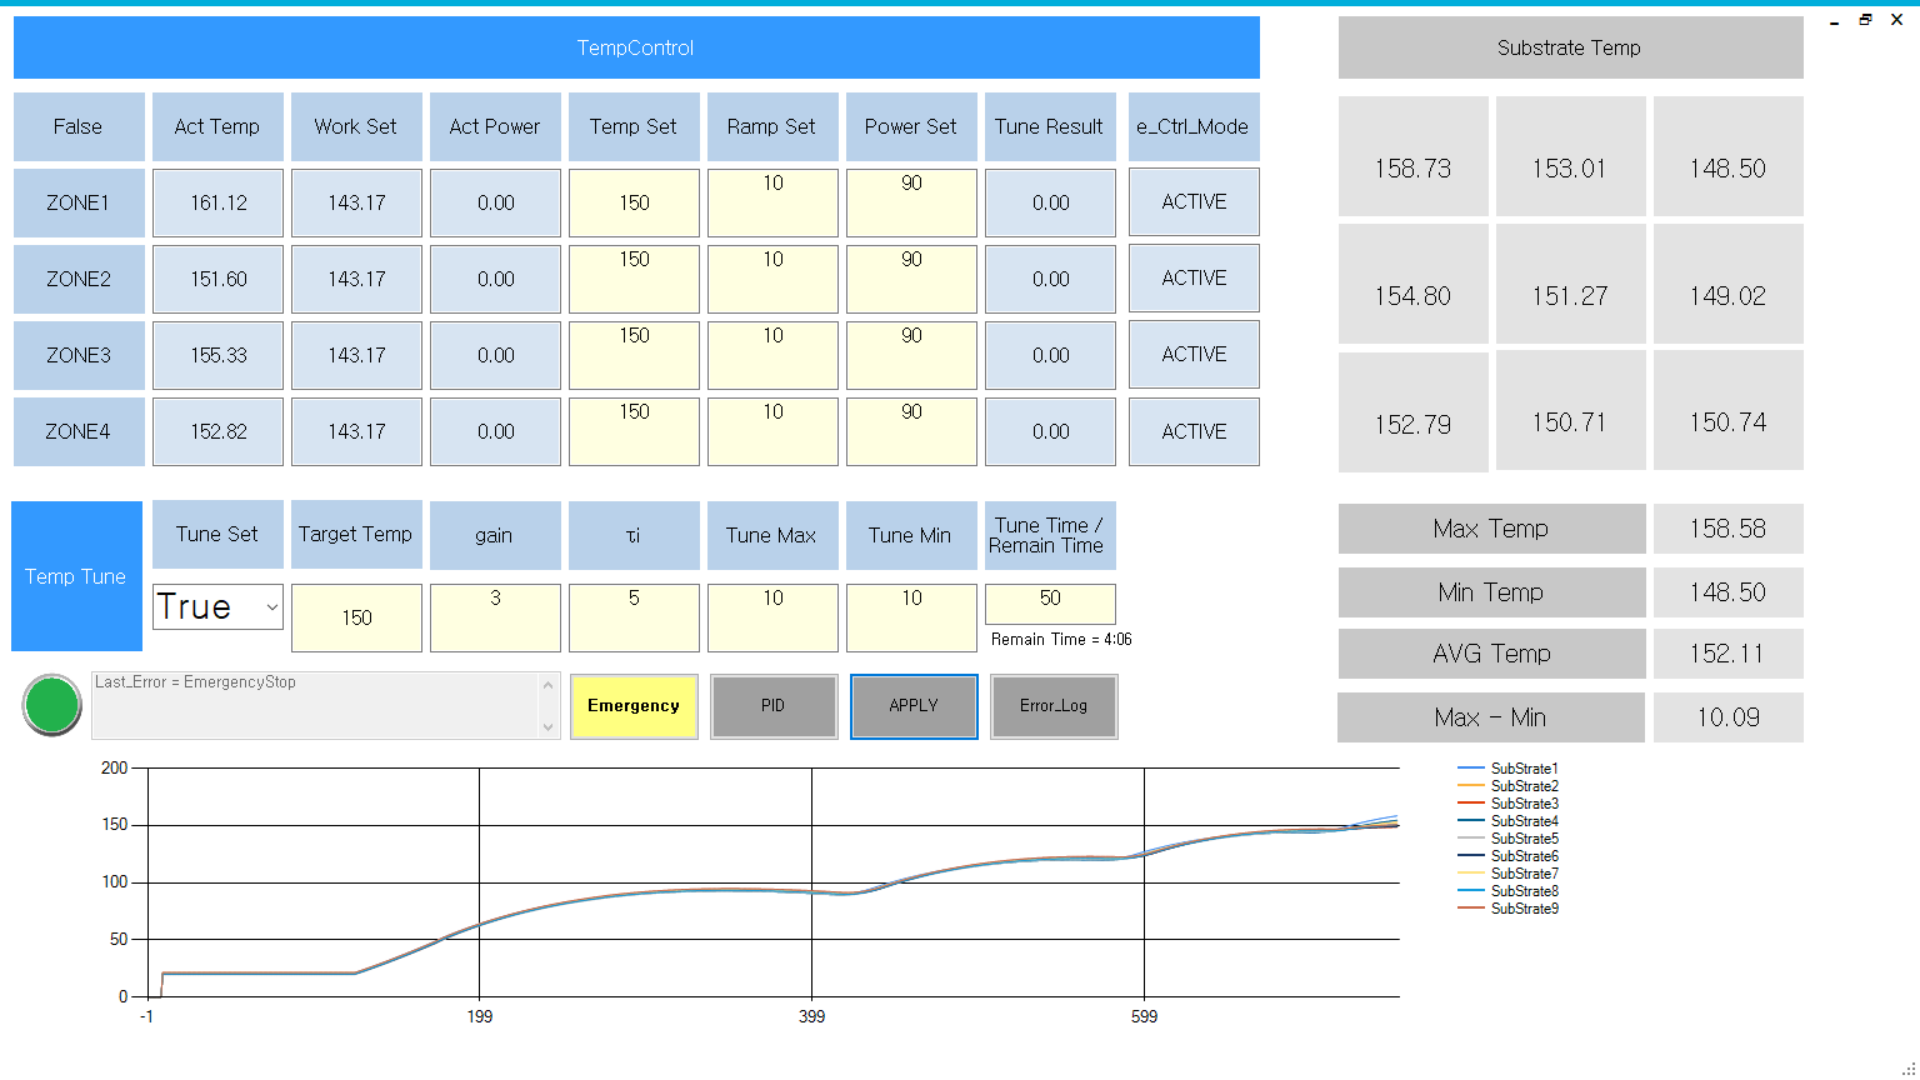 TempControl
Substrate Temp
False Act Temp Work Set Act Power Temp Set Ramp Set Power Set Tune Result e_Ctrl_Mode
ZONE1 161.12 143.17 0.00 150 10 90 0.00 ACTIVE
ZONE2 151.60 143.17 0.00 150 10 90 0.00 ACTIVE
ZONE3 155.33 143.17 0.00 150 10 90 0.00 ACTIVE
ZONE4 152.82 143.17 0.00 150 10 90 0.00 ACTIVE
158.73 153.01 148.50
154.80 151.27 149.02
152.79 150.71 150.74
Temp Tune
Tune Set Target Temp gain τi Tune Max Tune Min Tune Time /
Remain Time
True 150 3 5 10 10 50
Remain Time = 4:06
Max Temp 158.58
Min Temp 148.50
AVG Temp 152.11
Max - Min 10.09
Last_Error = EmergencyStop
Emergency PID APPLY Error_Log
200
150
100
50
0
-1 199 399 599
SubStrate1
SubStrate2
SubStrate3
SubStrate4
SubStrate5
SubStrate6
SubStrate7
SubStrate8
SubStrate9